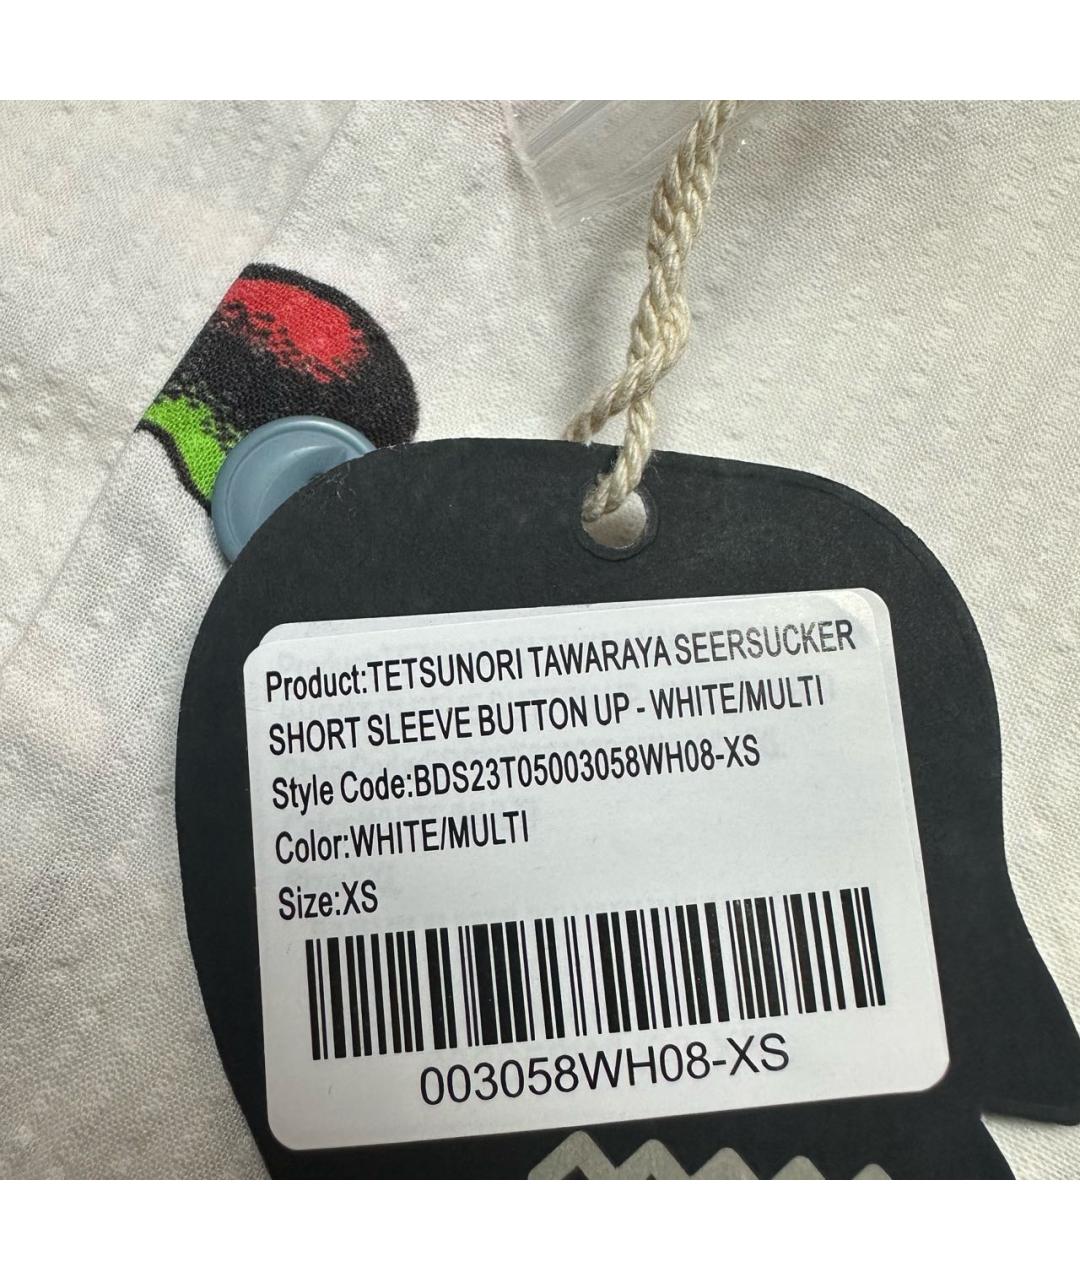 Product:TETSUNORI TAWARAYA SEERSUCKER
SHORT SLEEVE BUTTON UP - WHITE/MULTI
Style Code:BDS23T05003058WH08-XS
Color:WHITE/MULTI
Size:XS
003058WH08-XS